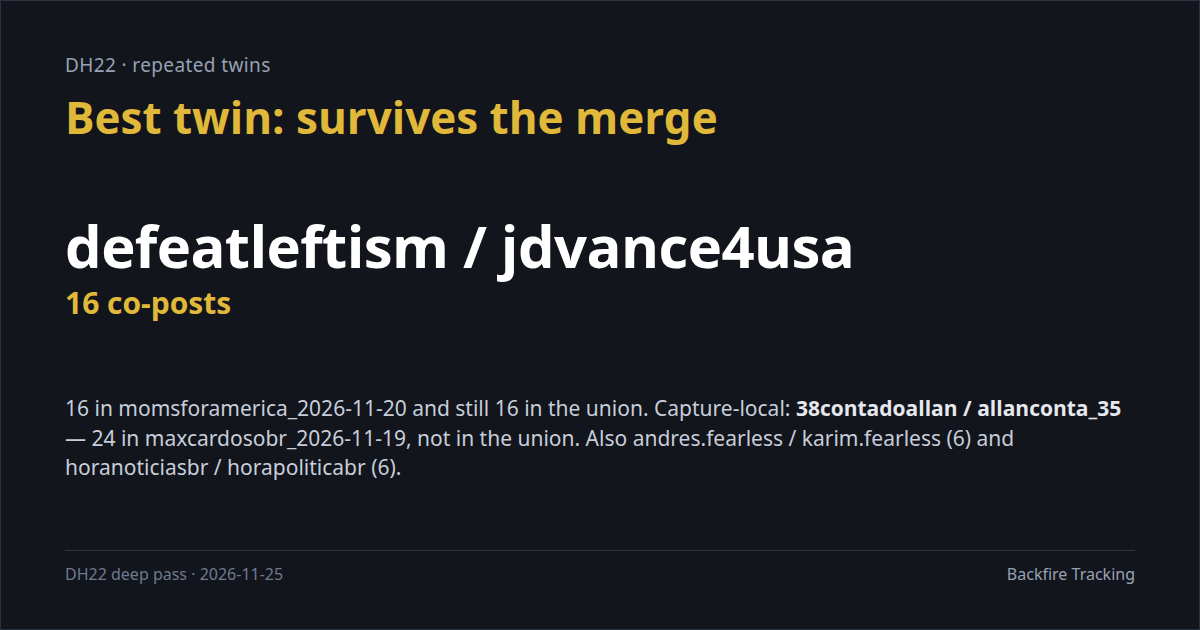 DH22 · repeated twins
Best twin: survives the merge
defeatleftism / jdvance4usa
16 co-posts
16 in momsforamerica_2026-11-20 and still 16 in the union. Capture-local: 38contadoallan / allanconta_35
— 24 in maxcardosobr_2026-11-19, not in the union. Also andres.fearless / karim.fearless (6) and
horanoticiasbr / horapoliticabr (6).
DH22 deep pass · 2026-11-25
Backfire Tracking